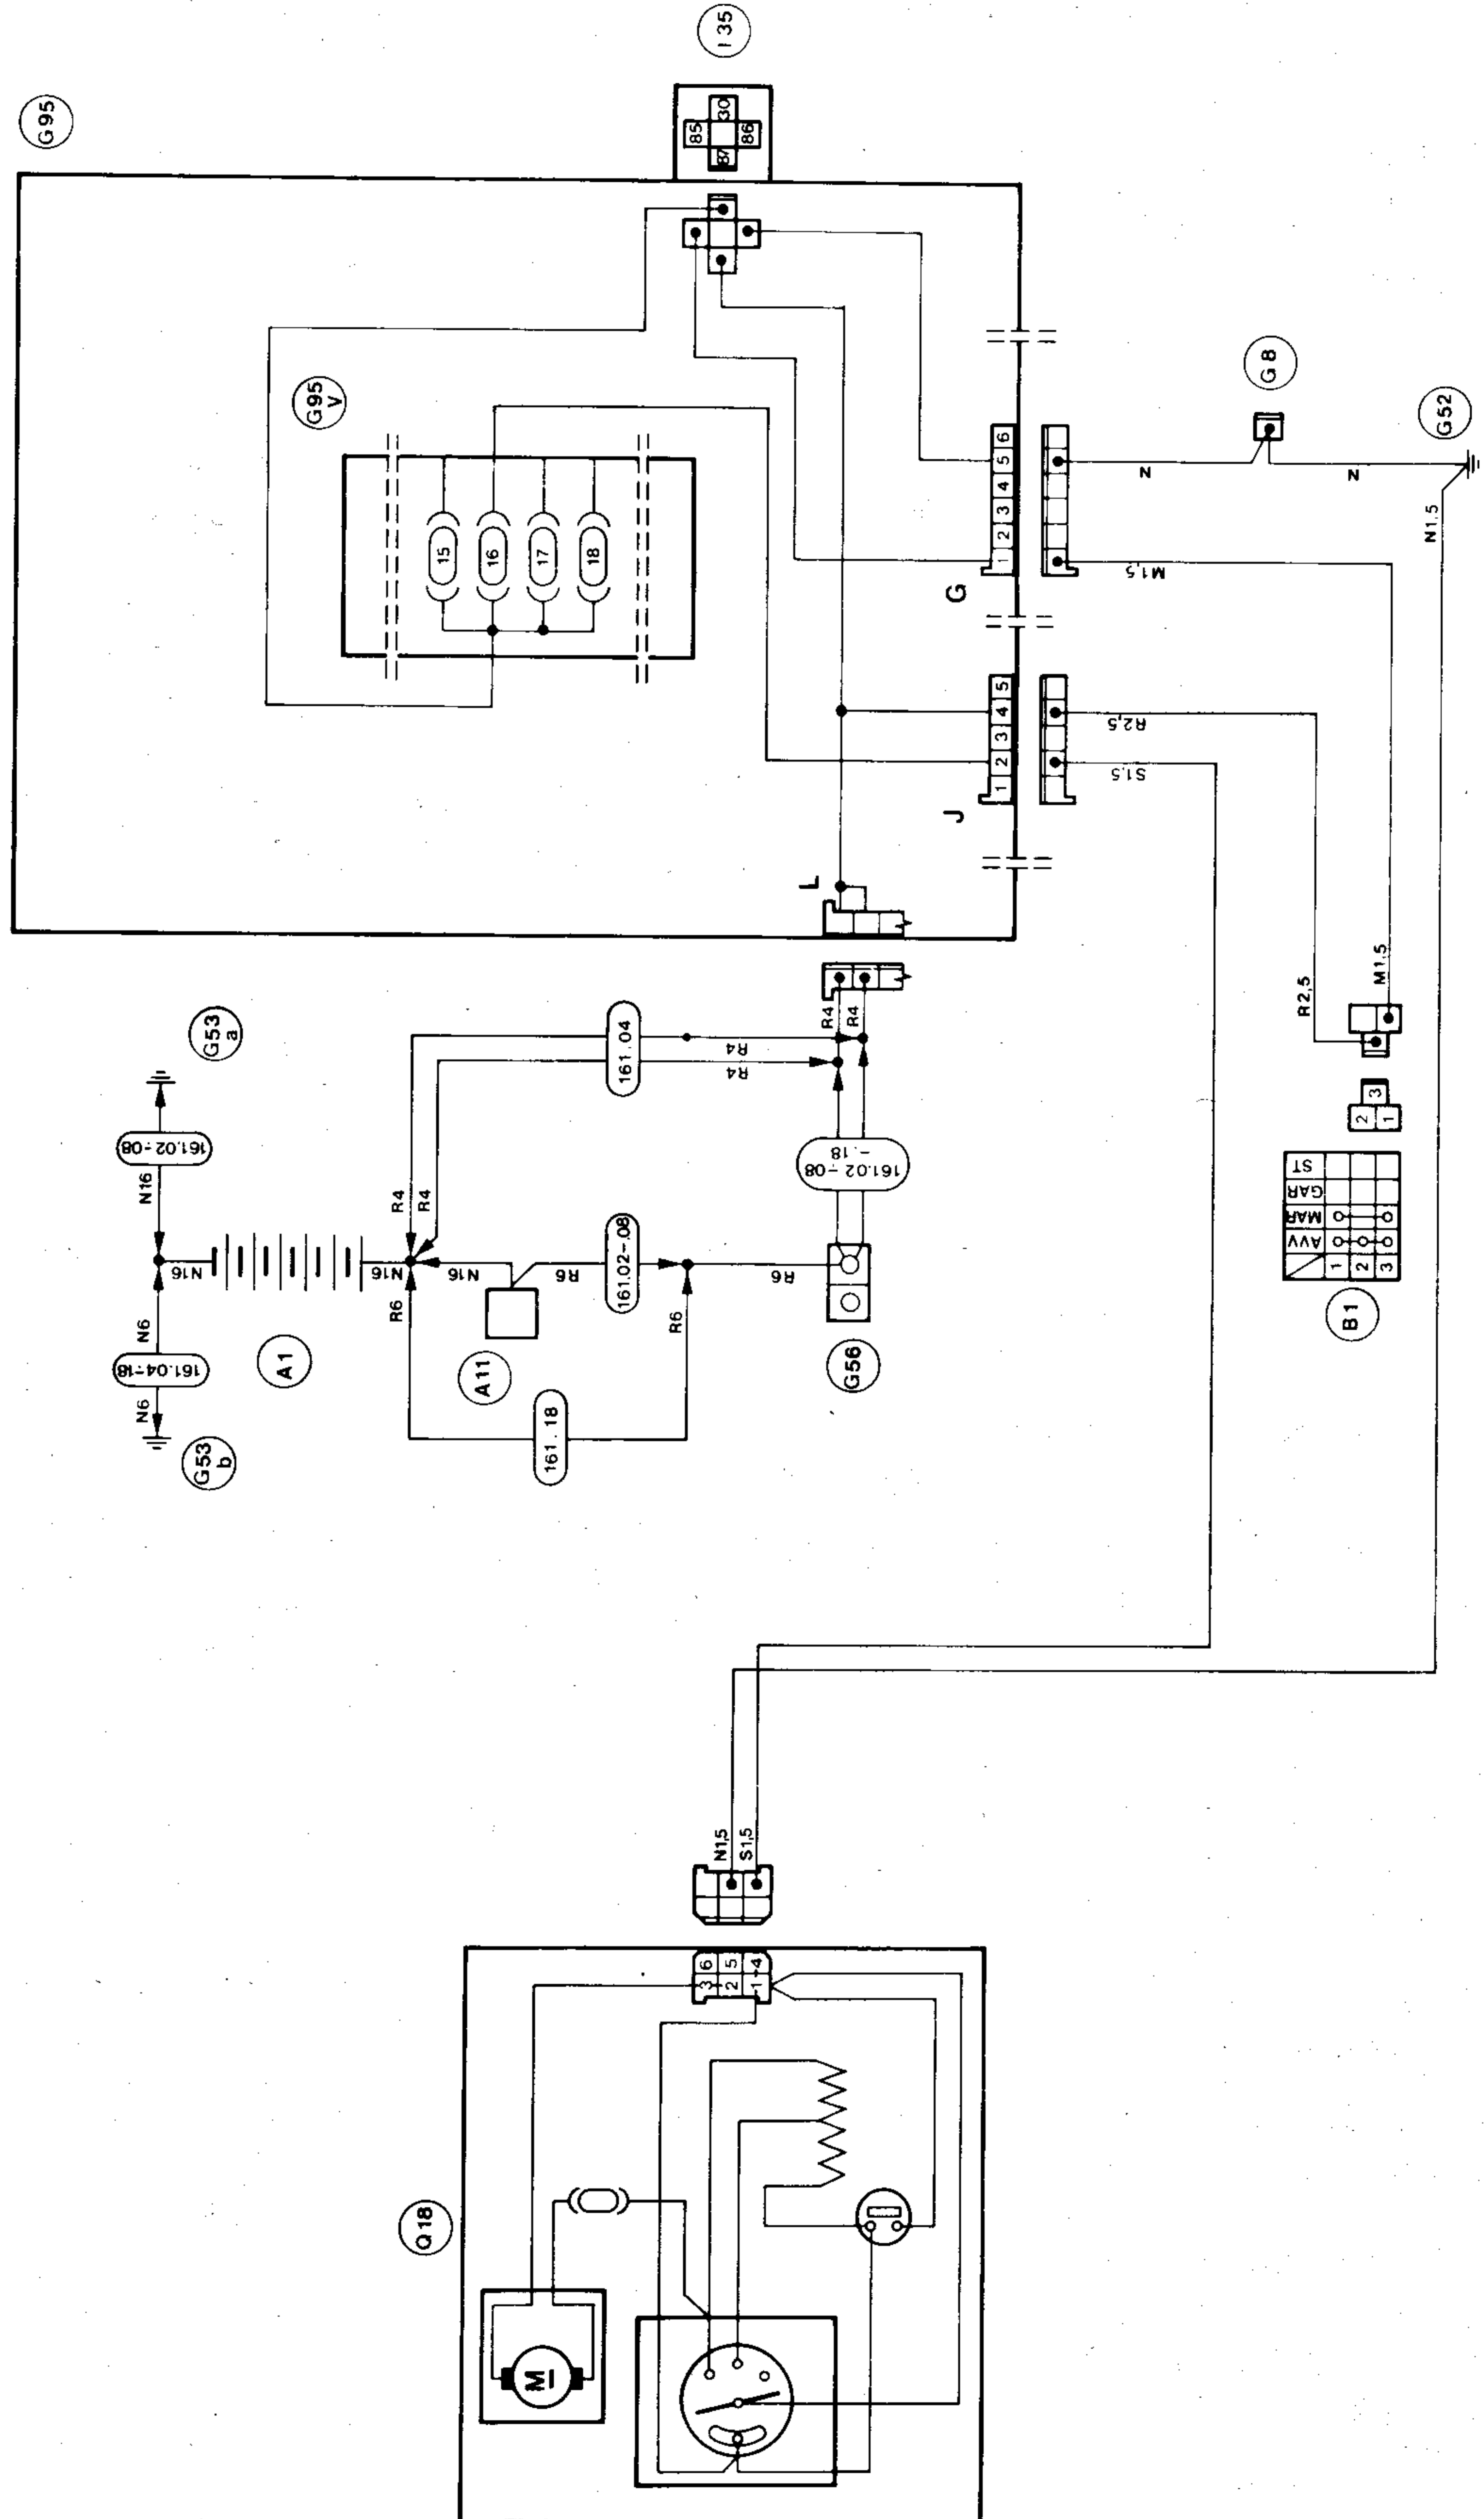 I 35
G95
85
87
30
86
G95
V
15
16
17
18
G8
G52
1 2 3 4 5 6
G
N
N
N1,5
M1,5
1 2 3 4 5
J
R2,5
S1,5
L
G53
a
161.02-08
N16
161.04
R4
R4
R4
R4
R4
R4
161.02-08
-.18
R2,5
M1,5
3
2
1
N16
N16
N16
R6
161.02-.08
R6
R6
R6
N6
161.04-18
N6
A1
A11
G56
161.18
G53
b
ST
GAR
MAR
AVV
1
2
3
B1
N1,5
S1,5
6 5 4
3 2 1
Q18
M